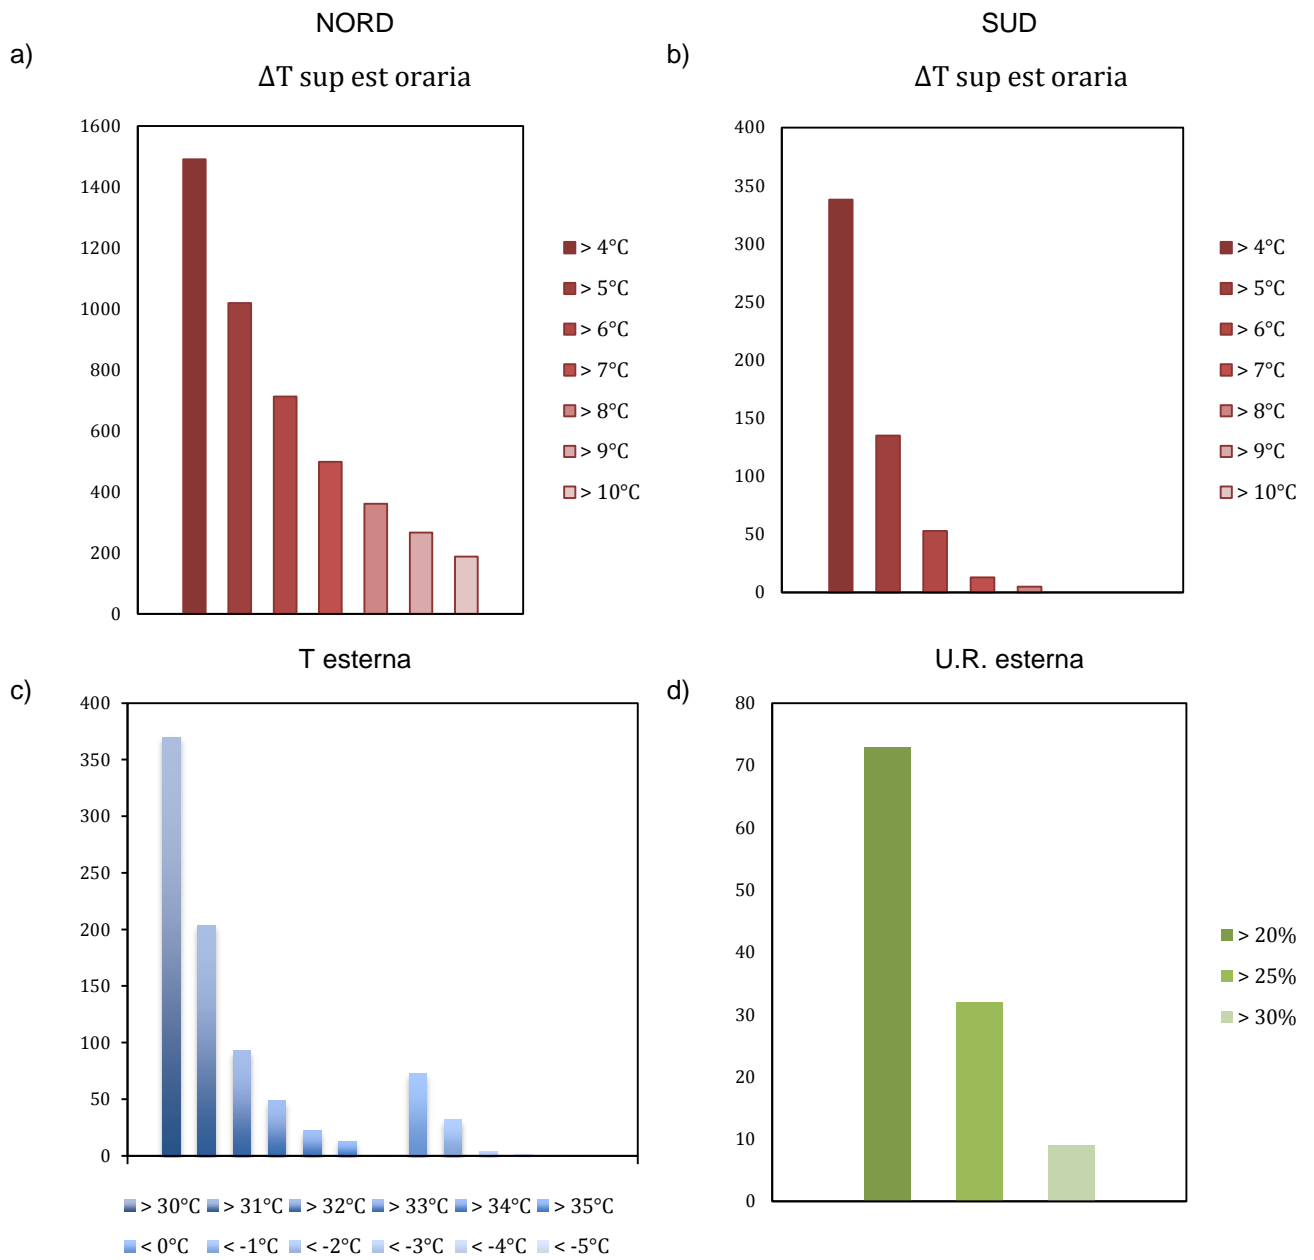 NORD
a)
ΔT sup est oraria
1600
1400
1200
1000
800
600
400
200
0
> 4°C
> 5°C
> 6°C
> 7°C
> 8°C
> 9°C
> 10°C
SUD
b)
ΔT sup est oraria
400
350
300
250
200
150
100
50
0
> 4°C
> 5°C
> 6°C
> 7°C
> 8°C
> 9°C
> 10°C
T esterna
c)
400
350
300
250
200
150
100
50
0
> 30°C > 31°C > 32°C > 33°C > 34°C > 35°C
< 0°C < -1°C < -2°C < -3°C < -4°C < -5°C
U.R. esterna
d)
80
70
60
50
40
30
20
10
0
> 20%
> 25%
> 30%